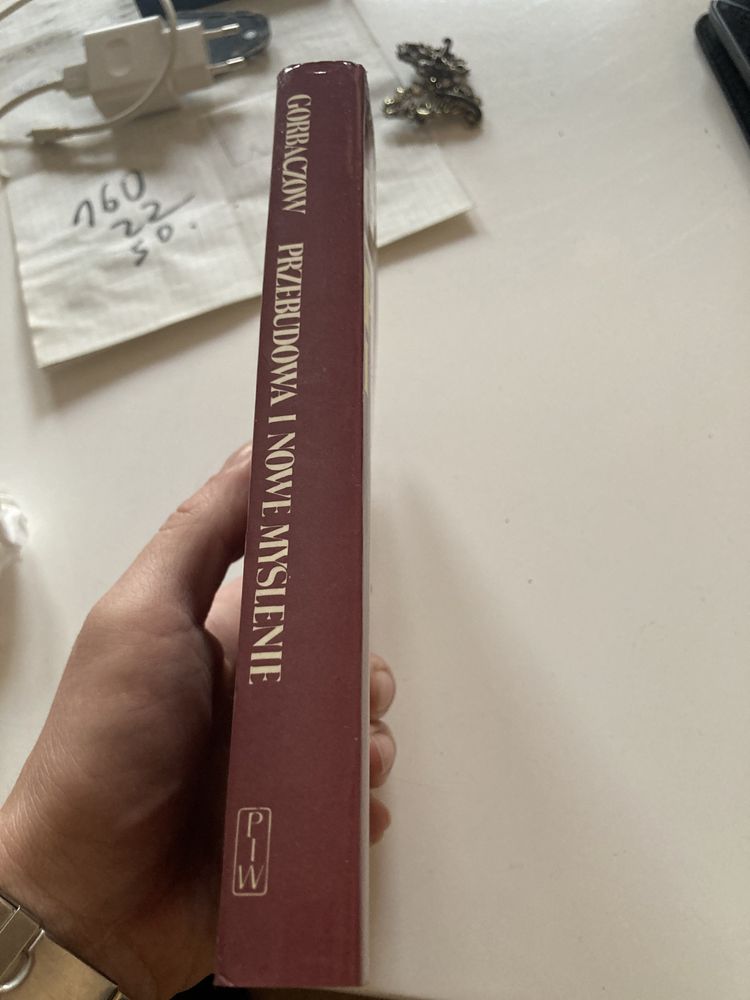 GORBACZOW PRZEBUDOWA I NOWE MYŚLENIE
PIW
160
22
50.